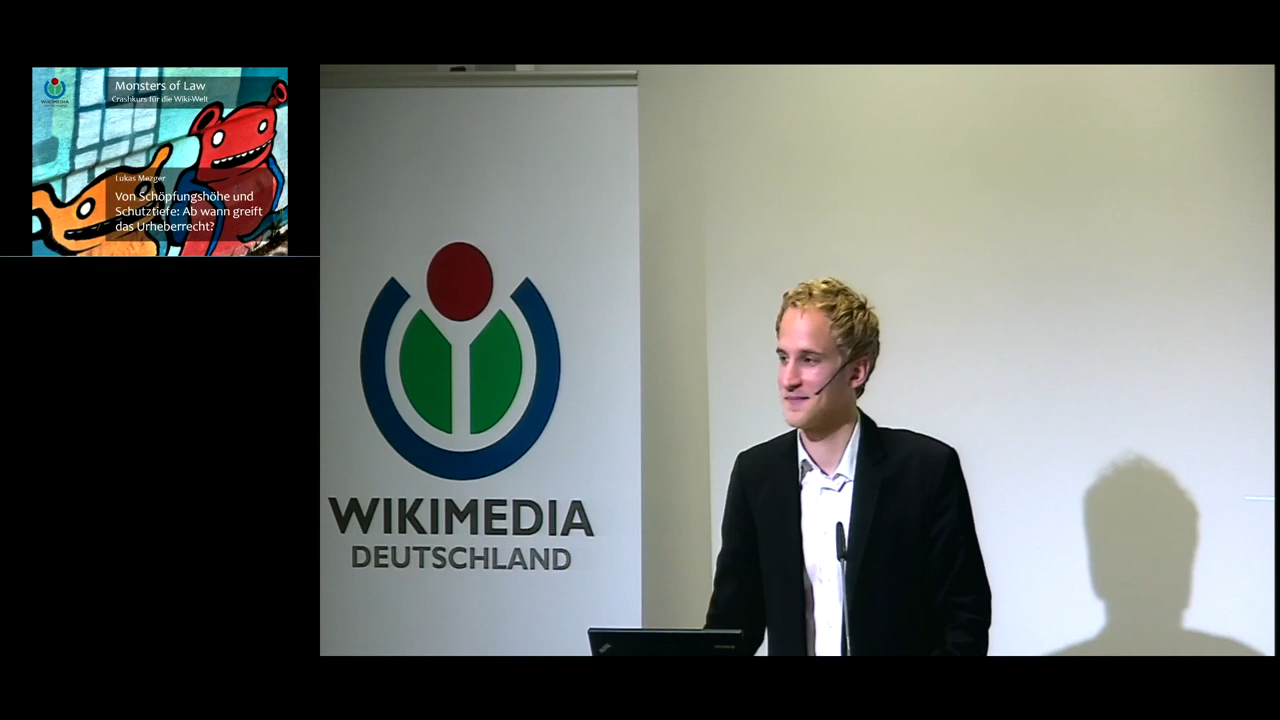 Monsters of Law
Crashkurs für die Wiki-Welt
WIKIMEDIA
Lukas Mezger
Von Schöpfungshöhe und
Schutztiefe: Ab wann greift
das Urheberrecht?
WIKIMEDIA
DEUTSCHLAND